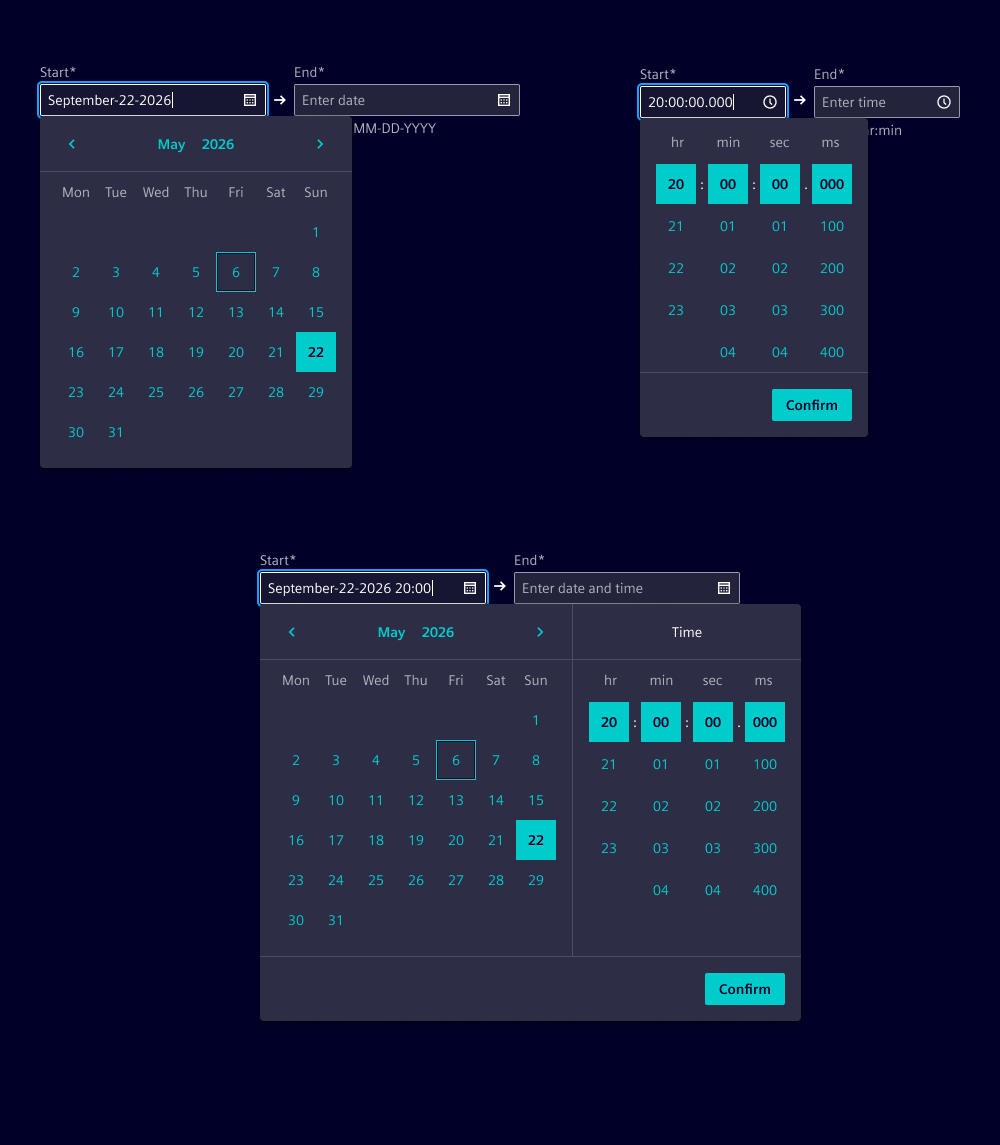 Start*
September-22-2026
End*
Enter date
MM-DD-YYYY
May 2026
Mon Tue Wed Thu Fri Sat Sun
1
2 3 4 5 6 7 8
9 10 11 12 13 14 15
16 17 18 19 20 21 22
23 24 25 26 27 28 29
30 31
Start*
20:00:00.000
End*
Enter time
r:min
hr min sec ms
20 : 00 : 00 . 000
21 01 01 100
22 02 02 200
23 03 03 300
04 04 400
Confirm
Start*
September-22-2026 20:00
End*
Enter date and time
May 2026
Mon Tue Wed Thu Fri Sat Sun
1
2 3 4 5 6 7 8
9 10 11 12 13 14 15
16 17 18 19 20 21 22
23 24 25 26 27 28 29
30 31
Time
hr min sec ms
20 : 00 : 00 . 000
21 01 01 100
22 02 02 200
23 03 03 300
04 04 400
Confirm